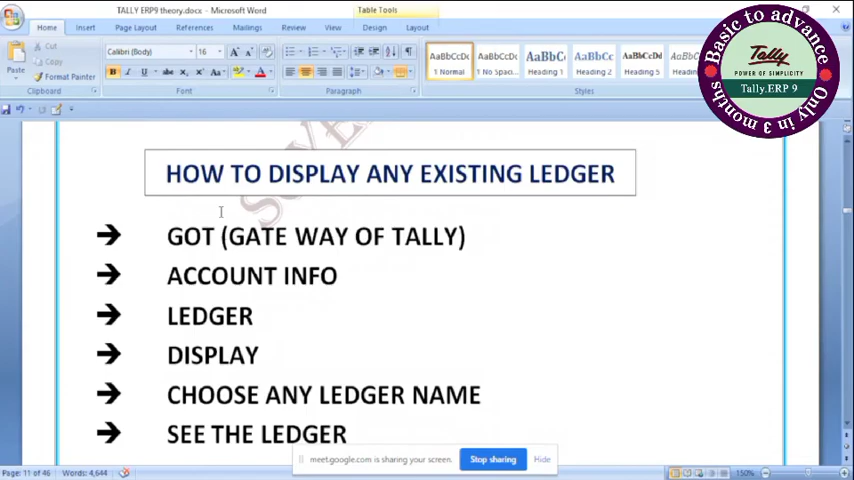 TALLY ERP9 theory.docx - Microsoft Word
Table Tools
Home Insert Page Layout References Mailings Review View Design Layout
Paste
Cut
Copy
Format Painter
Clipboard
Calibri (Body) 16
Font
Paragraph
AaBbCcDc AaBbCcDc AaBbC AaBbCc AaBbCcDd
1 Normal 1 No Spaci... Heading 1 Heading 2 Heading 5
Styles
Basic to advance
Tally
POWER OF SIMPLICITY
Tally.ERP 9
Only in 3 months
HOW TO DISPLAY ANY EXISTING LEDGER
➔ GOT (GATE WAY OF TALLY)
➔ ACCOUNT INFO
➔ LEDGER
➔ DISPLAY
➔ CHOOSE ANY LEDGER NAME
➔ SEE THE LEDGER
meet.google.com is sharing your screen. Stop sharing Hide
Page: 11 of 46 Words: 4,644 150%